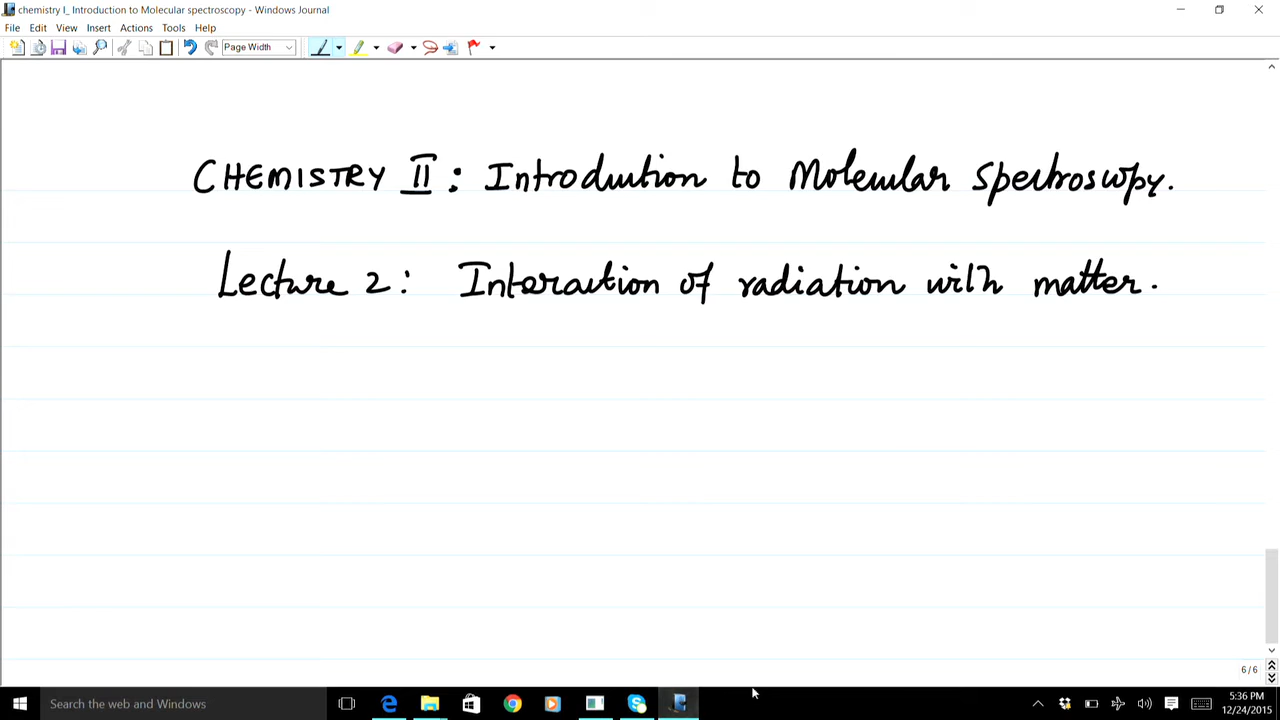 chemistry I_ Introduction to Molecular spectroscopy - Windows Journal
File Edit View Insert Actions Tools Help
Page Width
CHEMISTRY II: Introduction to Molecular Spectroscopy.
Lecture 2: Interaction of radiation with matter.
6/6
Search the web and Windows
5:36 PM
12/24/2015